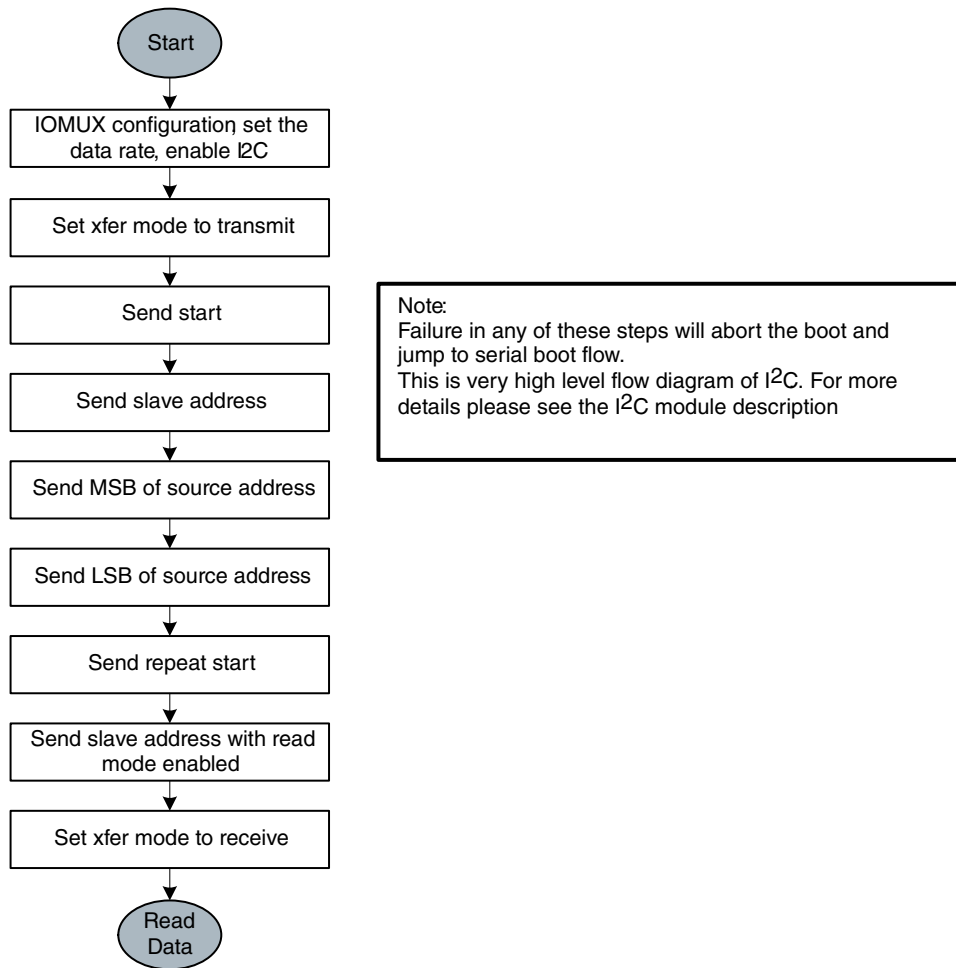 Start
IOMUX configuration, set the
data rate, enable I2C
Set xfer mode to transmit
Send start
Send slave address
Send MSB of source address
Send LSB of source address
Send repeat start
Send slave address with read
mode enabled
Set xfer mode to receive
Read
Data
Note:
Failure in any of these steps will abort the boot and
jump to serial boot flow.
This is very high level flow diagram of I²C. For more
details please see the I²C module description